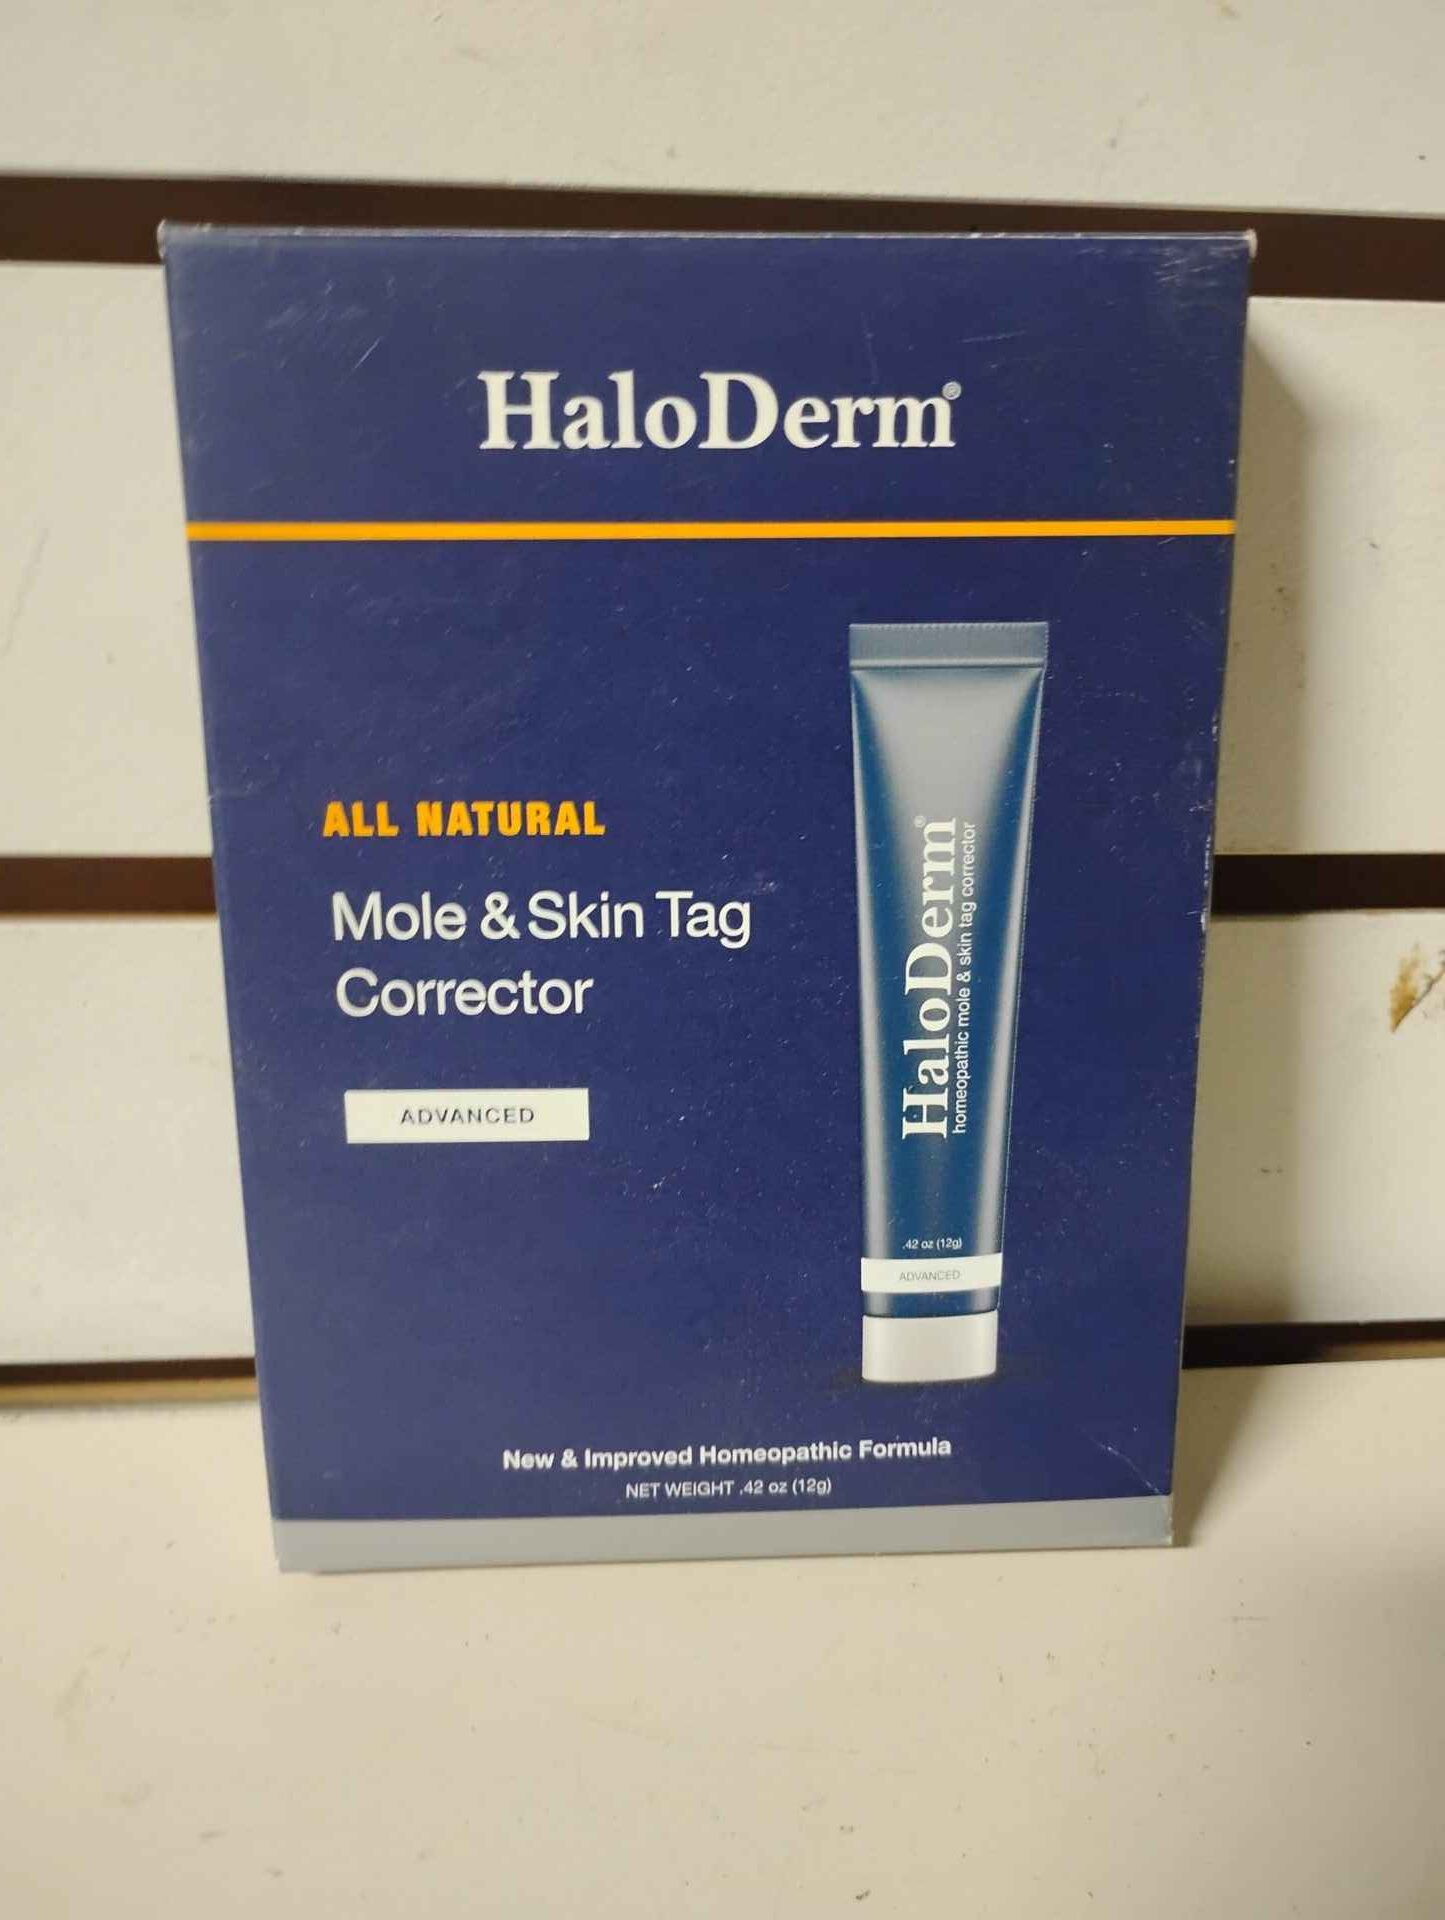 HaloDerm®
ALL NATURAL
Mole & Skin Tag
Corrector
ADVANCED
HaloDerm®
homeopathic mole & skin tag corrector
.42 oz (12g)
ADVANCED
New & Improved Homeopathic Formula
NET WEIGHT .42 oz (12g)